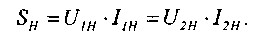 S_H = U_{1H} · I_{1H} = U_{2H} · I_{2H}.